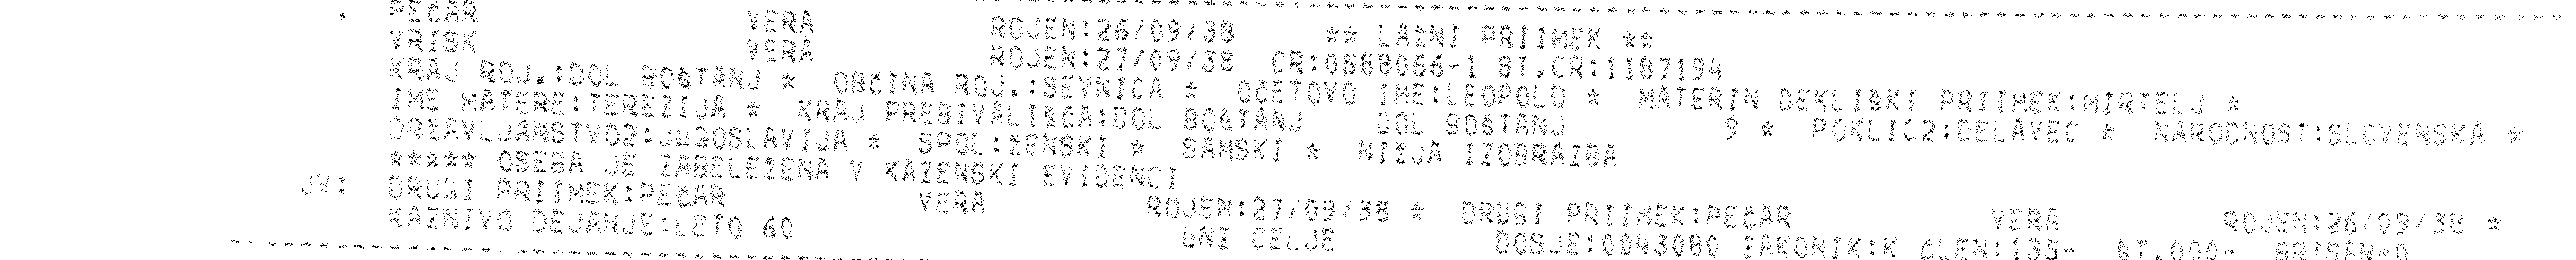 . PEČAR VERA ROJEN:26/09/38 ** LAŽNI PRIIMEK **
VRISK VERA ROJEN:27/09/38 CR:0588066-1 ST.CR:1187194
KRAJ ROJ.:DOL BOŠTANJ * OBČINA ROJ.:SEVNICA * OČETOVO IME:LEOPOLD * MATERIN DEKLIŠKI PRIIMEK:MIRTELJ *
IME MATERE:TEREZIJA * KRAJ PREBIVALIŠČA:DOL BOŠTANJ DOL BOŠTANJ 9 * POKLIC2:DELAVEC * NARODNOST:SLOVENSKA *
DRŽAVLJANSTVO2:JUGOSLAVIJA * SPOL:ŽENSKI * SAMSKI * NIŽJA IZOBRAZBA
***** OSEBA JE ZABELEŽENA V KAZENSKI EVIDENCI
JV: DRUGI PRIIMEK:PEČAR VERA ROJEN:27/09/38 * DRUGI PRIIMEK:PEČAR VERA ROJEN:26/09/38 *
KAZNIVO DEJANJE:LETO 60 UNZ CELJE DOSJE:0043080 ZAKONIK:K ČLEN:135- ŠT.000- BRISAN=0